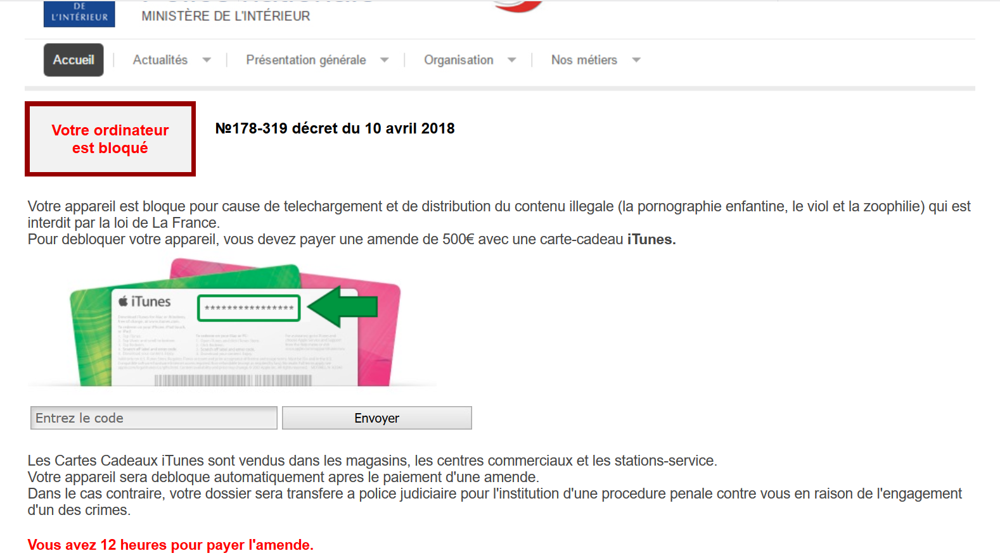 DE
L'INTÉRIEUR
MINISTÈRE DE L'INTÉRIEUR
Accueil
Actualités
Présentation générale
Organisation
Nos métiers
Votre ordinateur
est bloqué
№178-319 décret du 10 avril 2018
Votre appareil est bloque pour cause de telechargement et de distribution du contenu illegale (la pornographie enfantine, le viol et la zoophilie) qui est
interdit par la loi de La France.
Pour debloquer votre appareil, vous devez payer une amende de 500€ avec une carte-cadeau iTunes.
iTunes
****************
Entrez le code
Envoyer
Les Cartes Cadeaux iTunes sont vendus dans les magasins, les centres commerciaux et les stations-service.
Votre appareil sera debloque automatiquement apres le paiement d'une amende.
Dans le cas contraire, votre dossier sera transfere a police judiciaire pour l'institution d'une procedure penale contre vous en raison de l'engagement
d'un des crimes.
Vous avez 12 heures pour payer l'amende.